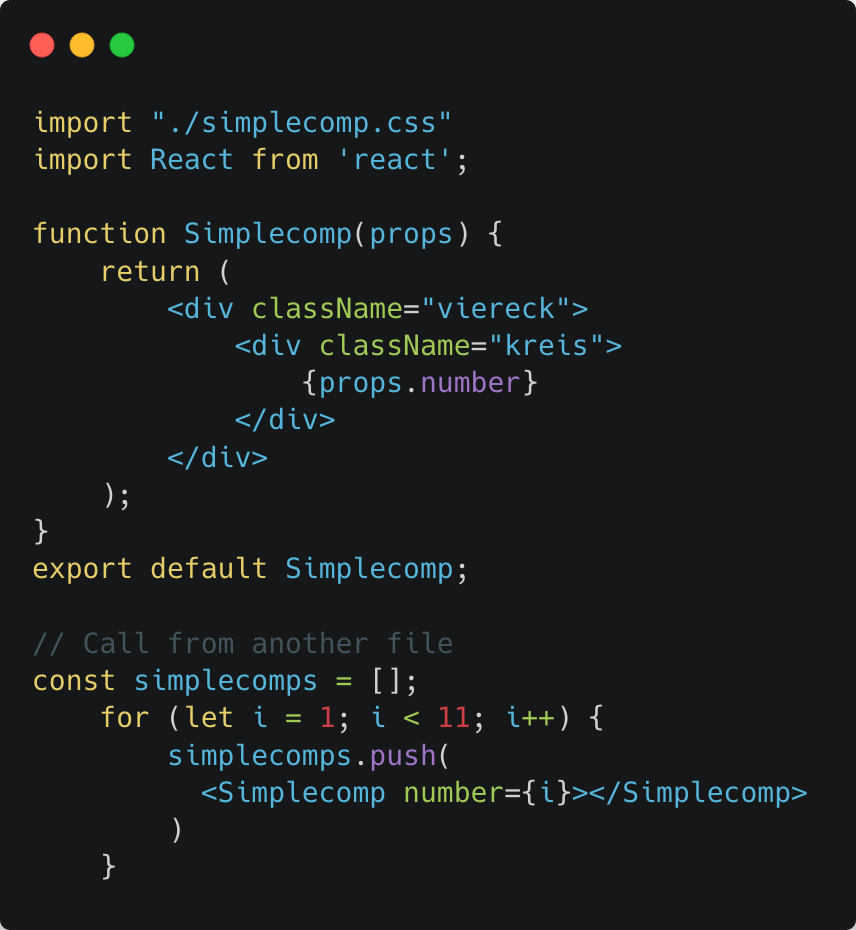 import "./simplecomp.css"
import React from 'react';

function Simplecomp(props) {
    return (
        <div className="viereck">
            <div className="kreis">
                {props.number}
            </div>
        </div>
    );
}
export default Simplecomp;

// Call from another file
const simplecomps = [];
    for (let i = 1; i < 11; i++) {
        simplecomps.push(
          <Simplecomp number={i}></Simplecomp>
        )
    }